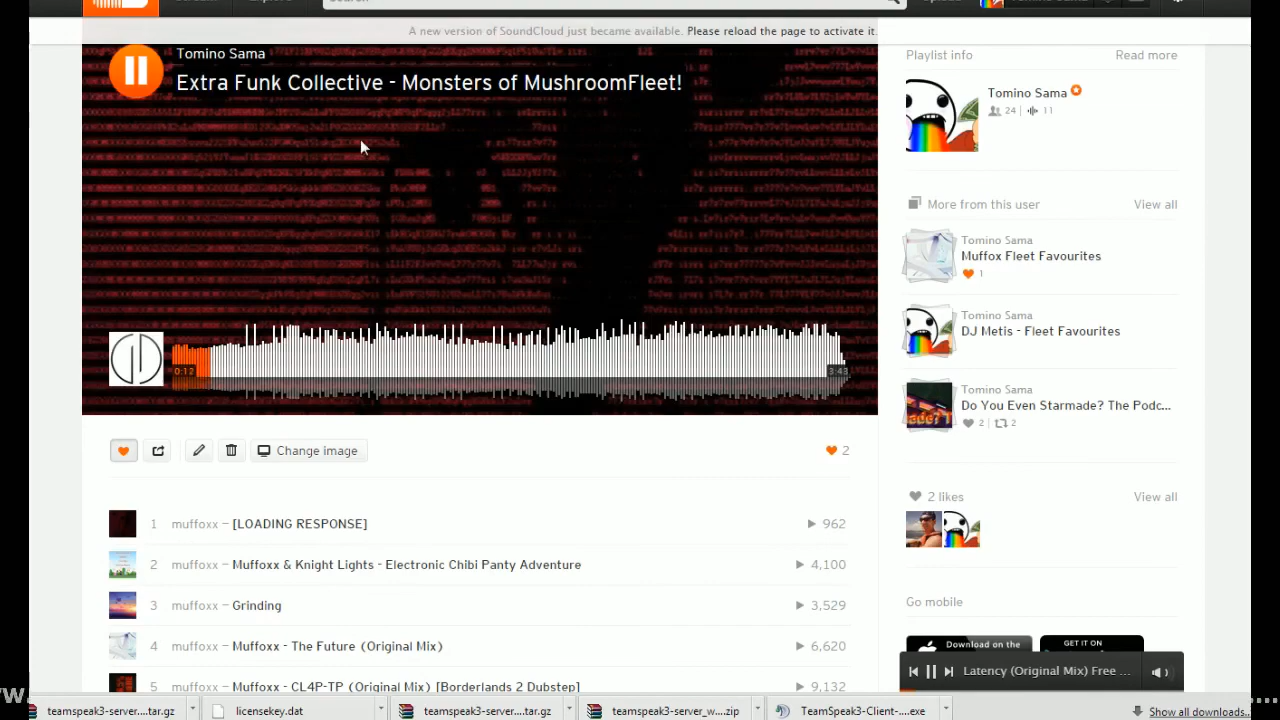 Search
A new version of SoundCloud just became available. Please reload the page to activate it.
Tomino Sama
Extra Funk Collective - Monsters of MushroomFleet!
0:12
3:43
Change image
2
1 muffoxx – [LOADING RESPONSE] 962
2 muffoxx – Muffoxx & Knight Lights - Electronic Chibi Panty Adventure 4,100
3 muffoxx – Grinding 3,529
4 muffoxx – Muffoxx - The Future (Original Mix) 6,620
5 muffoxx – Muffoxx - CL4P-TP (Original Mix) [Borderlands 2 Dubstep] 9,132
Playlist info Read more
Tomino Sama
24 | 11
More from this user View all
Tomino Sama
Muffox Fleet Favourites
1
Tomino Sama
DJ Metis - Fleet Favourites
Tomino Sama
Do You Even Starmade? The Podc...
2 2
2 likes View all
Go mobile
Download on the
GET IT ON
Latency (Original Mix) Free ...
teamspeak3-server....tar.gz licensekey.dat teamspeak3-server....tar.gz teamspeak3-server_w....zip TeamSpeak3-Client-....exe Show all downloads...